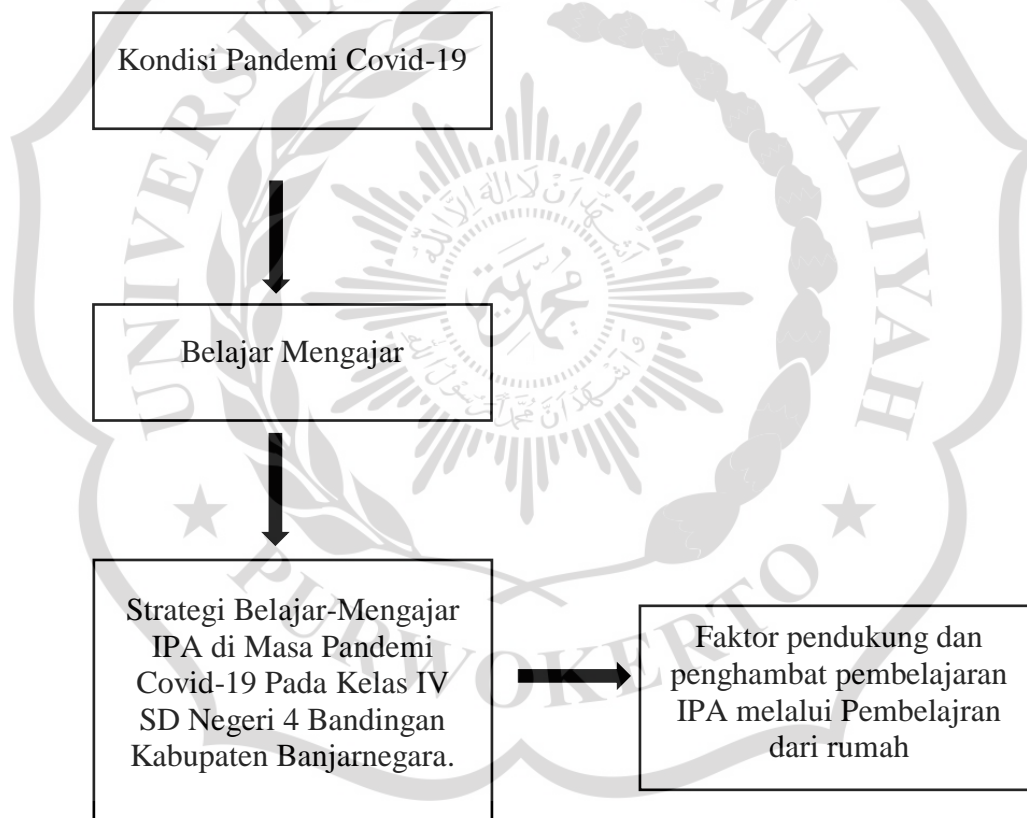 Kondisi Pandemi Covid-19
Belajar Mengajar
Strategi Belajar-Mengajar
IPA di Masa Pandemi
Covid-19 Pada Kelas IV
SD Negeri 4 Bandingan
Kabupaten Banjarnegara.
Faktor pendukung dan
penghambat pembelajaran
IPA melalui Pembelajran
dari rumah
PURWOKERTO